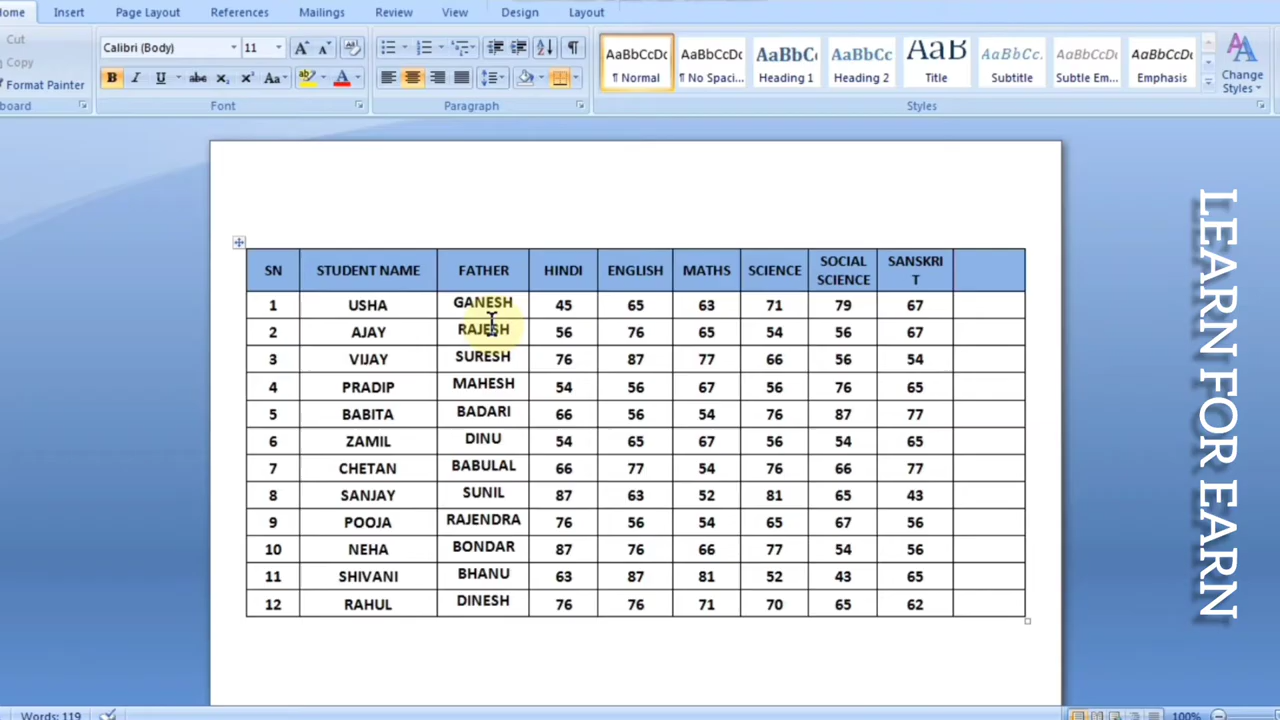 ome Insert Page Layout References Mailings Review View Design Layout
Cut
Copy
Format Painter
board
Calibri (Body) 11
B I U abc X₂ X² Aa ab A
Font
Paragraph
AaBbCcDc AaBbCcDc AaBbCc AaBbCc AaB AaBbCc. AaBbCcDc AaBbCcDc
¶ Normal ¶ No Spaci... Heading 1 Heading 2 Title Subtitle Subtle Em... Emphasis
Change
Styles
Styles
SN STUDENT NAME FATHER HINDI ENGLISH MATHS SCIENCE SOCIAL SCIENCE SANSKRI T
1 USHA GANESH 45 65 63 71 79 67
2 AJAY RAJESH 56 76 65 54 56 67
3 VIJAY SURESH 76 87 77 66 56 54
4 PRADIP MAHESH 54 56 67 56 76 65
5 BABITA BADARI 66 56 54 76 87 77
6 ZAMIL DINU 54 65 67 56 54 65
7 CHETAN BABULAL 66 77 54 76 66 77
8 SANJAY SUNIL 87 63 52 81 65 43
9 POOJA RAJENDRA 76 56 54 65 67 56
10 NEHA BONDAR 87 76 66 77 54 56
11 SHIVANI BHANU 63 87 81 52 43 65
12 RAHUL DINESH 76 76 71 70 65 62
LEARN FOR EARN
Words: 119
100%